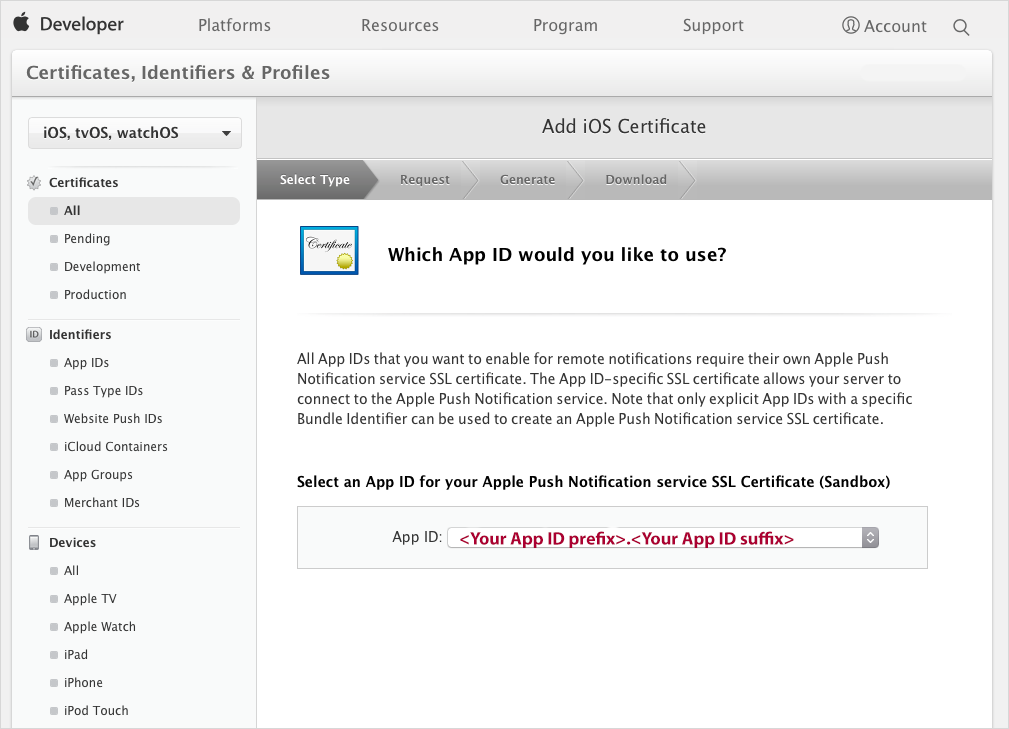 Developer
Platforms
Resources
Program
Support
Account
Certificates, Identifiers & Profiles
iOS, tvOS, watchOS
Certificates
All
Pending
Development
Production
ID Identifiers
App IDs
Pass Type IDs
Website Push IDs
iCloud Containers
App Groups
Merchant IDs
Devices
All
Apple TV
Apple Watch
iPad
iPhone
iPod Touch
Add iOS Certificate
Select Type
Request
Generate
Download
Certificate
Which App ID would you like to use?
All App IDs that you want to enable for remote notifications require their own Apple Push
Notification service SSL certificate. The App ID-specific SSL certificate allows your server to
connect to the Apple Push Notification service. Note that only explicit App IDs with a specific
Bundle Identifier can be used to create an Apple Push Notification service SSL certificate.
Select an App ID for your Apple Push Notification service SSL Certificate (Sandbox)
App ID: <Your App ID prefix>.<Your App ID suffix>